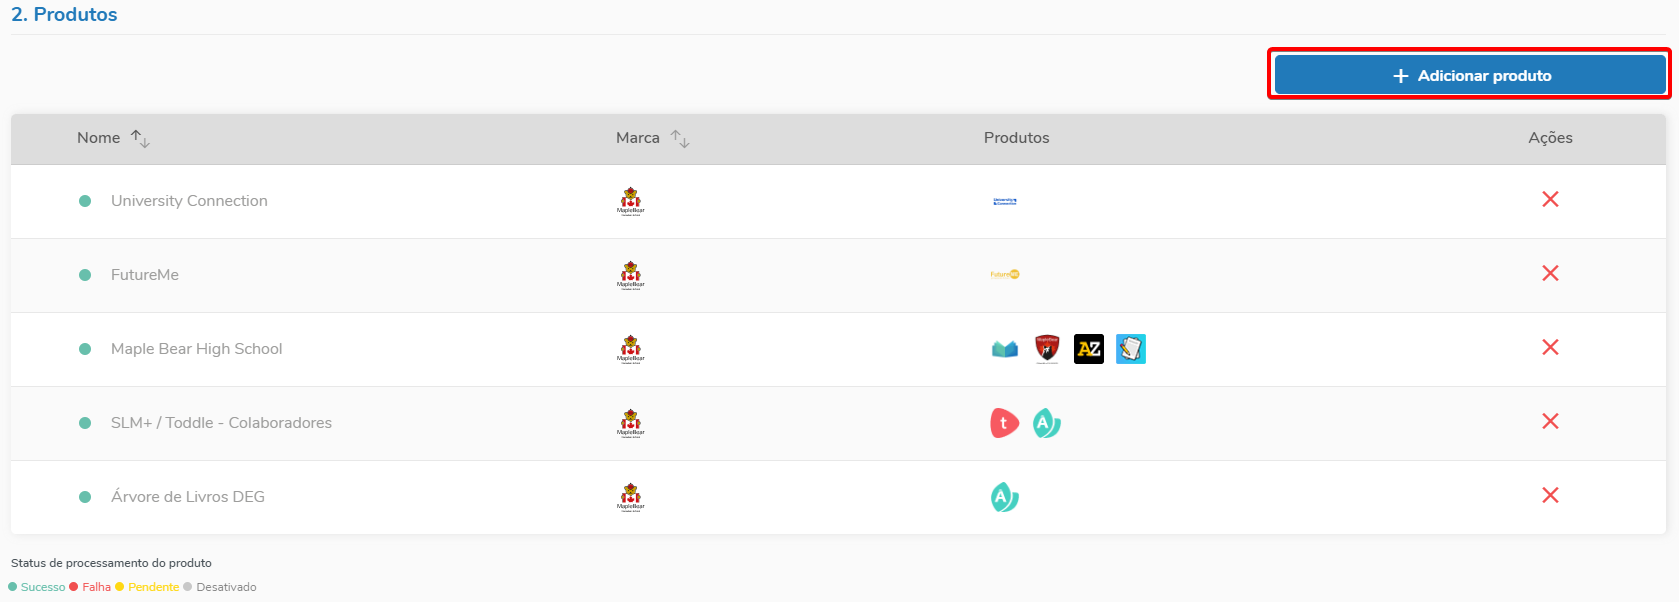 2. Produtos
+ Adicionar produto
Nome Marca Produtos Ações
University Connection MapleBear University Connection
FutureMe MapleBear FutureMe
Maple Bear High School MapleBear MapleBear AZ
SLM+ / Toddle - Colaboradores MapleBear t A
Árvore de Livros DEG MapleBear A
Status de processamento do produto
Sucesso Falha Pendente Desativado